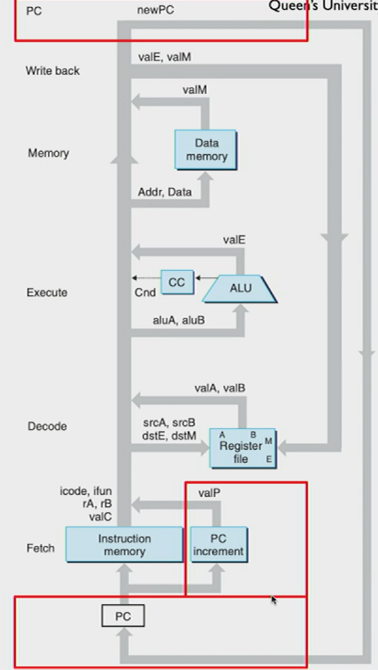 Queen's Universit
PC newPC
Write back
valE, valM
valM
Memory
Data
memory
Addr, Data
valE
Execute
CC
ALU
Cnd
aluA, aluB
valA, valB
Decode
srcA, srcB
dstE, dstM
A B M
Register
file E
icode, ifun
rA, rB
valC
valP
Fetch
Instruction
memory
PC
increment
PC